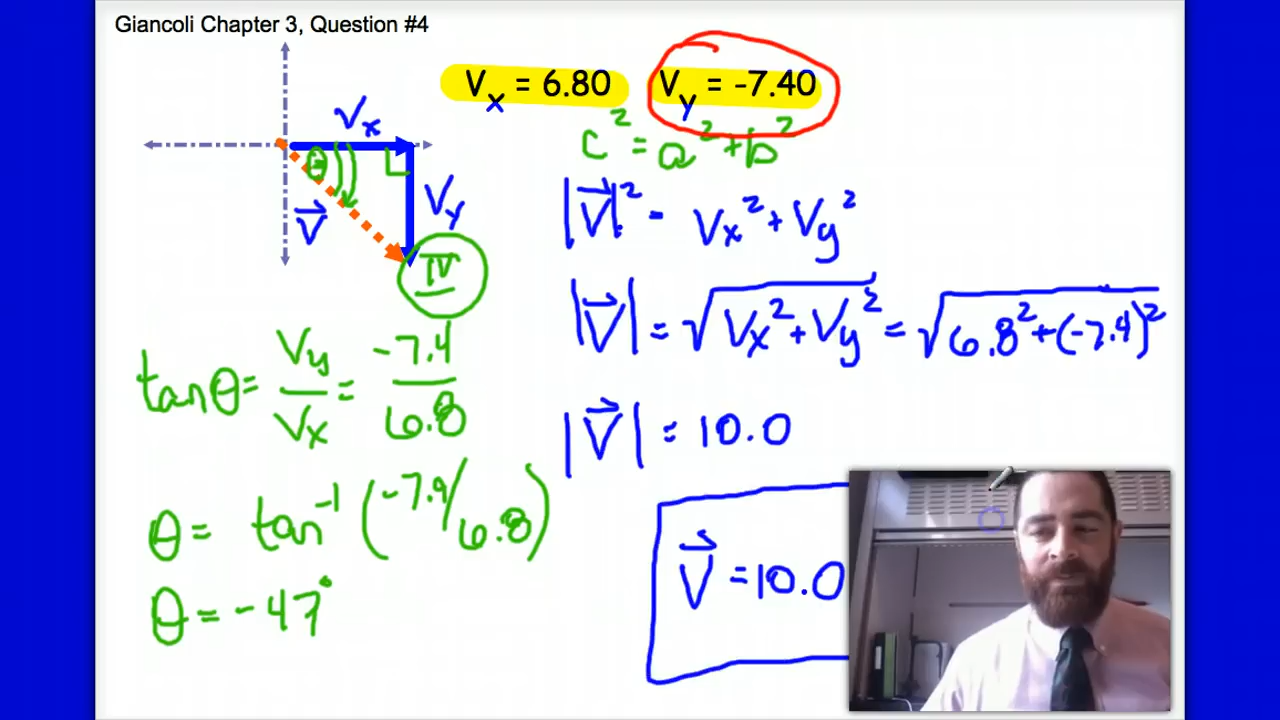 Giancoli Chapter 3, Question #4
Vx = 6.80 Vy = -7.40
c² = a² + b²
Vx
θ
Vy
V⃗
IV
|V⃗|² = Vx² + Vy²
|V⃗| = √Vx² + Vy² = √6.8² + (-7.4)²
tanθ = Vy/Vx = -7.4/6.8
|V⃗| = 10.0
θ = tan⁻¹ (-7.4/6.8)
V⃗ = 10.0
θ = -47°